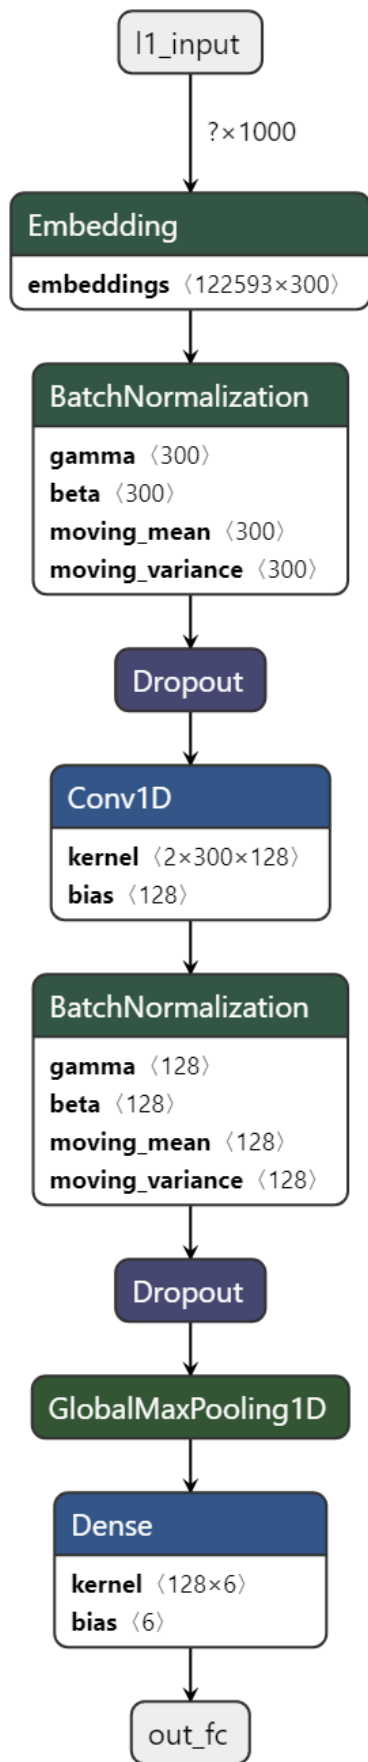 l1_input
?×1000
Embedding
embeddings 〈122593×300〉
BatchNormalization
gamma 〈300〉
beta 〈300〉
moving_mean 〈300〉
moving_variance 〈300〉
Dropout
Conv1D
kernel 〈2×300×128〉
bias 〈128〉
BatchNormalization
gamma 〈128〉
beta 〈128〉
moving_mean 〈128〉
moving_variance 〈128〉
Dropout
GlobalMaxPooling1D
Dense
kernel 〈128×6〉
bias 〈6〉
out_fc